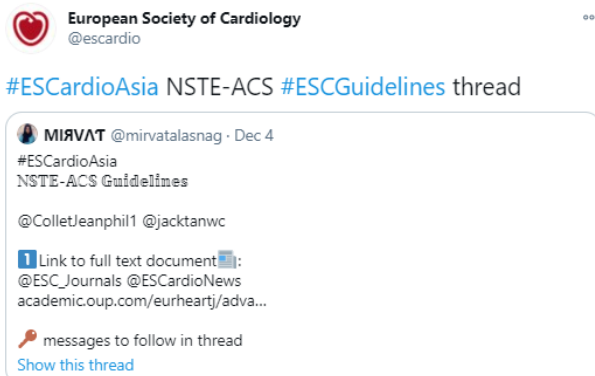 European Society of Cardiology
@escardio
#ESCardioAsia NSTE-ACS #ESCGuidelines thread
MIЯVΛT @mirvatalasnag · Dec 4
#ESCardioAsia
ℕ𝕊𝕋𝔼-𝔸ℂ𝕊 𝔾𝕦𝕚𝕕𝕖𝕝𝕚𝕟𝕖𝕤
@ColletJeanphil1 @jacktanwc
1️⃣Link to full text document📰:
@ESC_Journals @ESCardioNews
academic.oup.com/eurheartj/adva…
🔑 messages to follow in thread
Show this thread